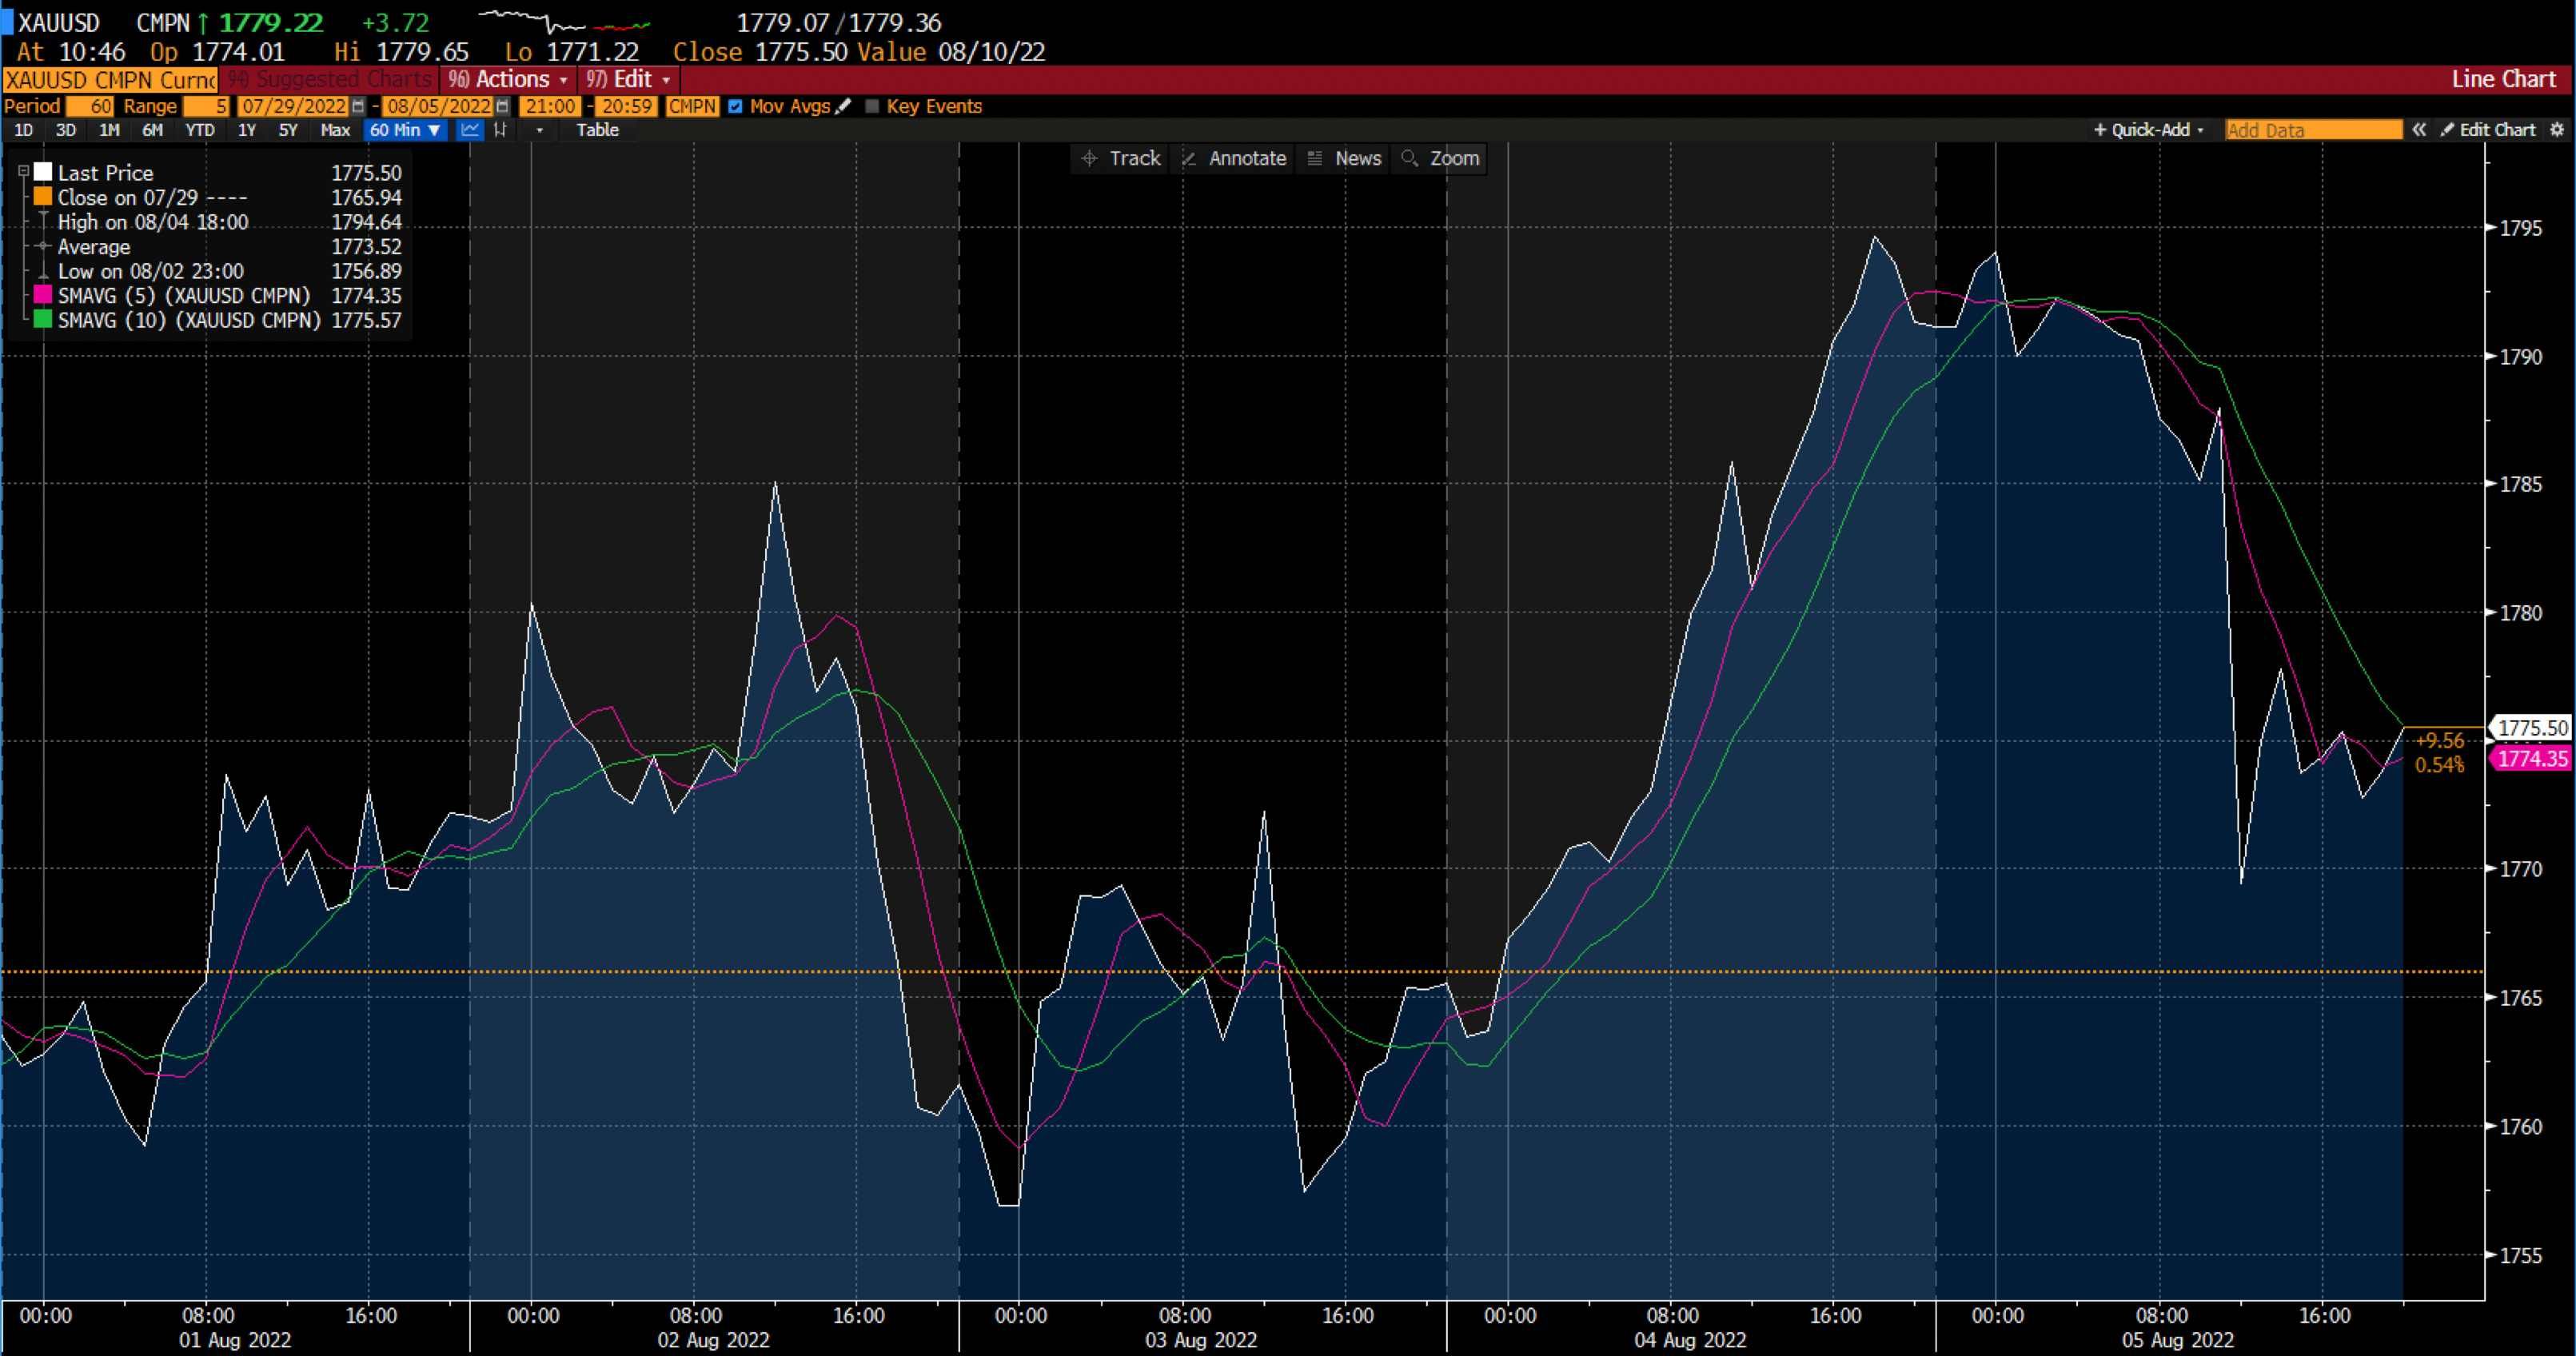 XAUUSD CMPN ↑ 1779.22 +3.72 1779.07 / 1779.36
At 10:46 Op 1774.01 Hi 1779.65 Lo 1771.22 Close 1775.50 Value 08/10/22
XAUUSD CMPN Curnc 94) Suggested Charts 96) Actions 97) Edit Line Chart
Period 60 Range 5 07/29/2022 - 08/05/2022 21:00 - 20:59 CMPN Mov Avgs Key Events
1D 3D 1M 6M YTD 1Y 5Y Max 60 Min ▼ Table + Quick-Add Add Data « Edit Chart
Track Annotate News Zoom
Last Price 1775.50
Close on 07/29 ---- 1765.94
High on 08/04 18:00 1794.64
Average 1773.52
Low on 08/02 23:00 1756.89
SMAVG (5) (XAUUSD CMPN) 1774.35
SMAVG (10) (XAUUSD CMPN) 1775.57
1795
1790
1785
1780
1775.50
+9.56
1774.35
0.54%
1770
1765
1760
1755
00:00 08:00 16:00 00:00 08:00 16:00 00:00 08:00 16:00 00:00 08:00 16:00 00:00 08:00 16:00
01 Aug 2022 02 Aug 2022 03 Aug 2022 04 Aug 2022 05 Aug 2022